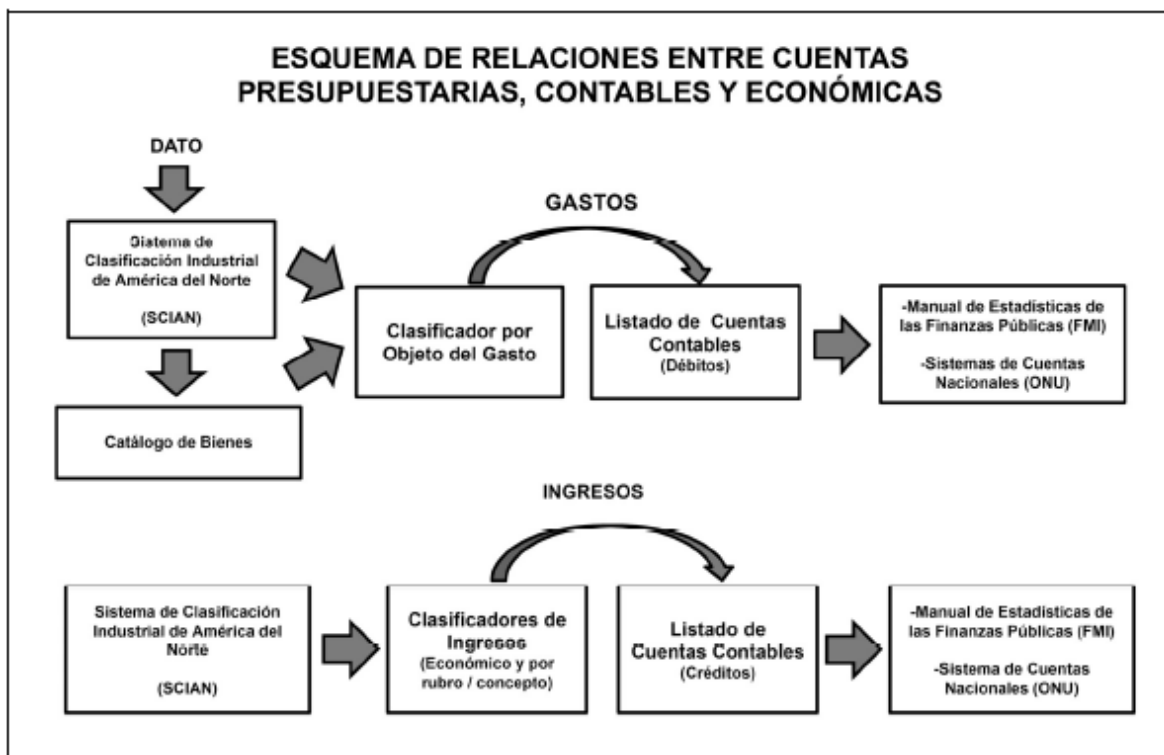 ESQUEMA DE RELACIONES ENTRE CUENTAS
PRESUPUESTARIAS, CONTABLES Y ECONÓMICAS
DATO
GASTOS
Sistema de
Clasificación Industrial
de América del Norte
(SCIAN)
Clasificador por
Objeto del Gasto
Listado de Cuentas
Contables
(Débitos)
-Manual de Estadísticas de
las Finanzas Públicas (FMI)
-Sistemas de Cuentas
Nacionales (ONU)
Catálogo de Bienes
INGRESOS
Sistema de Clasificación
Industrial de América del
Norte
(SCIAN)
Clasificadores de
Ingresos
(Económico y por
rubro / concepto)
Listado de
Cuentas Contables
(Créditos)
-Manual de Estadísticas de
las Finanzas Públicas (FMI)
-Sistema de Cuentas
Nacionales (ONU)